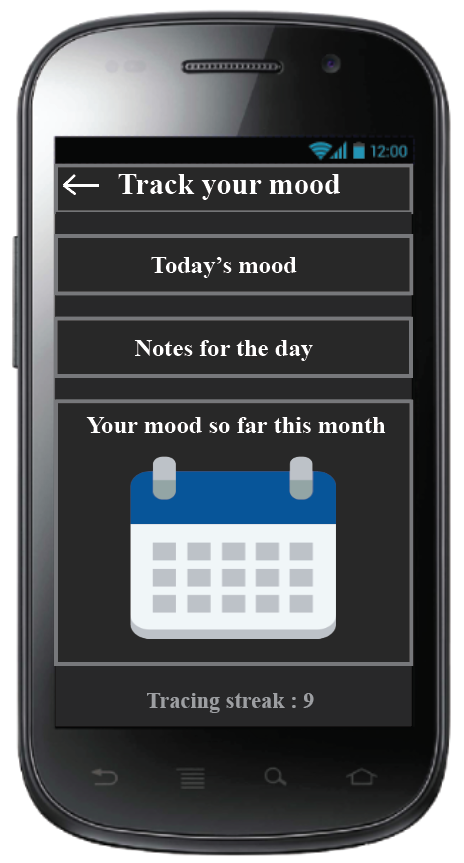 12:00
Track your mood
Today’s mood
Notes for the day
Your mood so far this month
Tracing streak : 9